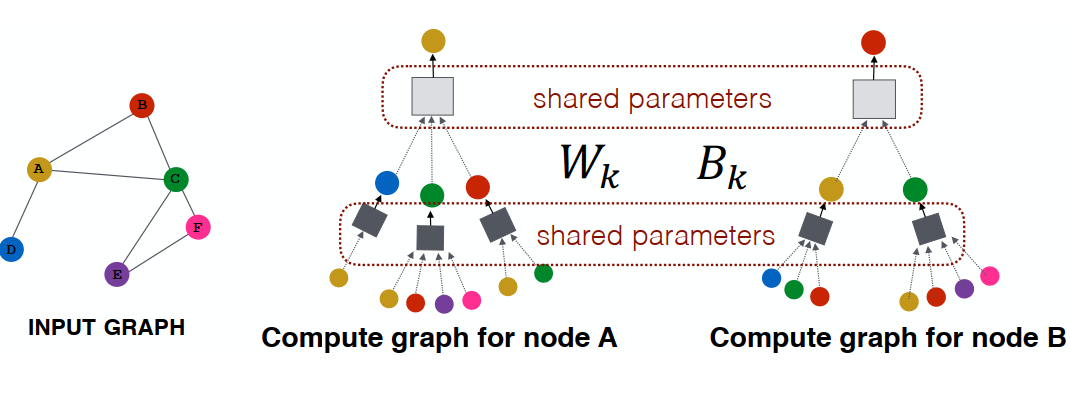 shared parameters
W_k B_k
B
A
C
F
D
E
shared parameters
INPUT GRAPH
Compute graph for node A
Compute graph for node B